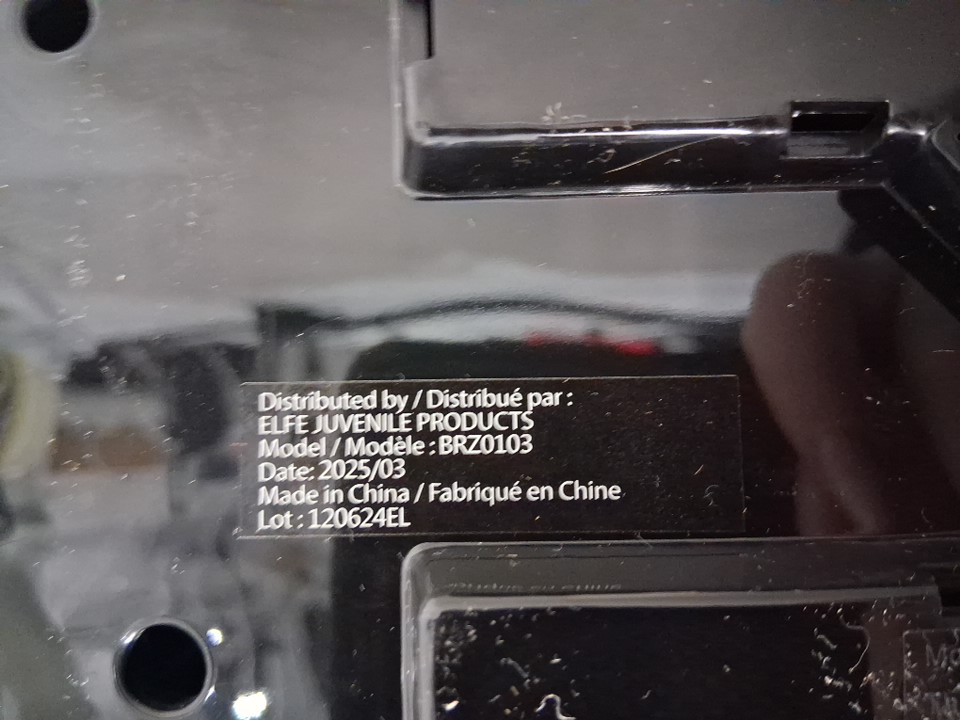 Distributed by / Distribué par :
ELFE JUVENILE PRODUCTS
Model / Modèle : BRZ0103
Date: 2025/03
Made in China / Fabriqué en Chine
Lot : 120624EL